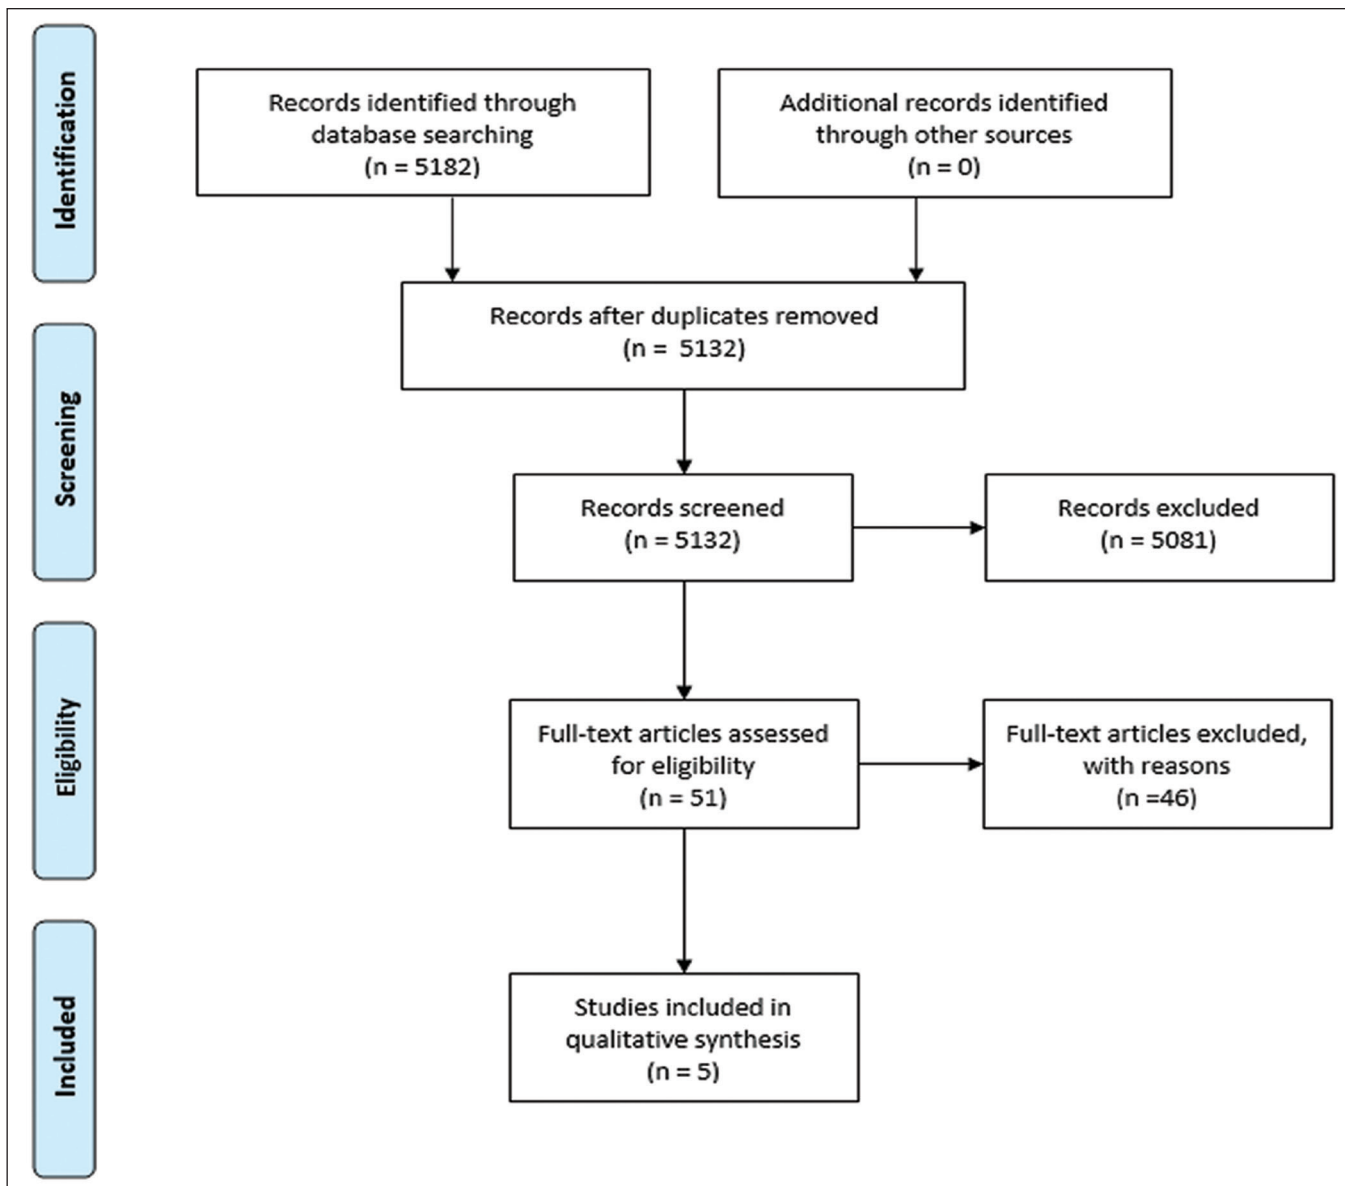 Identification
Records identified through
database searching
(n = 5182)
Additional records identified
through other sources
(n = 0)
Records after duplicates removed
(n = 5132)
Screening
Records screened
(n = 5132)
Records excluded
(n = 5081)
Eligibility
Full-text articles assessed
for eligibility
(n = 51)
Full-text articles excluded,
with reasons
(n =46)
Included
Studies included in
qualitative synthesis
(n = 5)